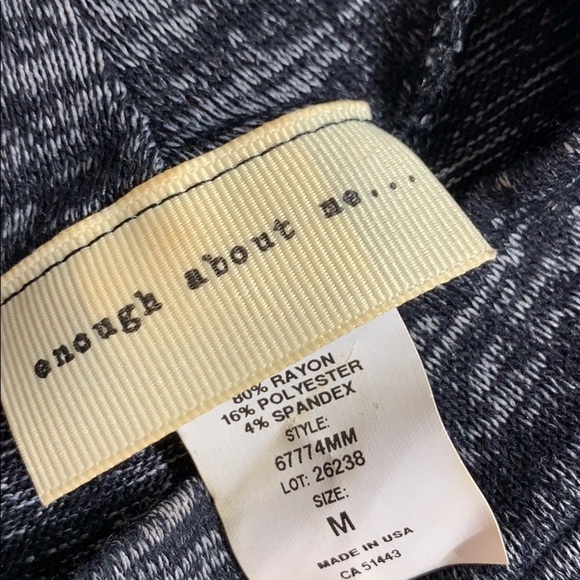 enough about me...
80% RAYON
16% POLYESTER
4% SPANDEX
STYLE:
67774MM
LOT: 26238
SIZE:
M
MADE IN USA
CA 51443